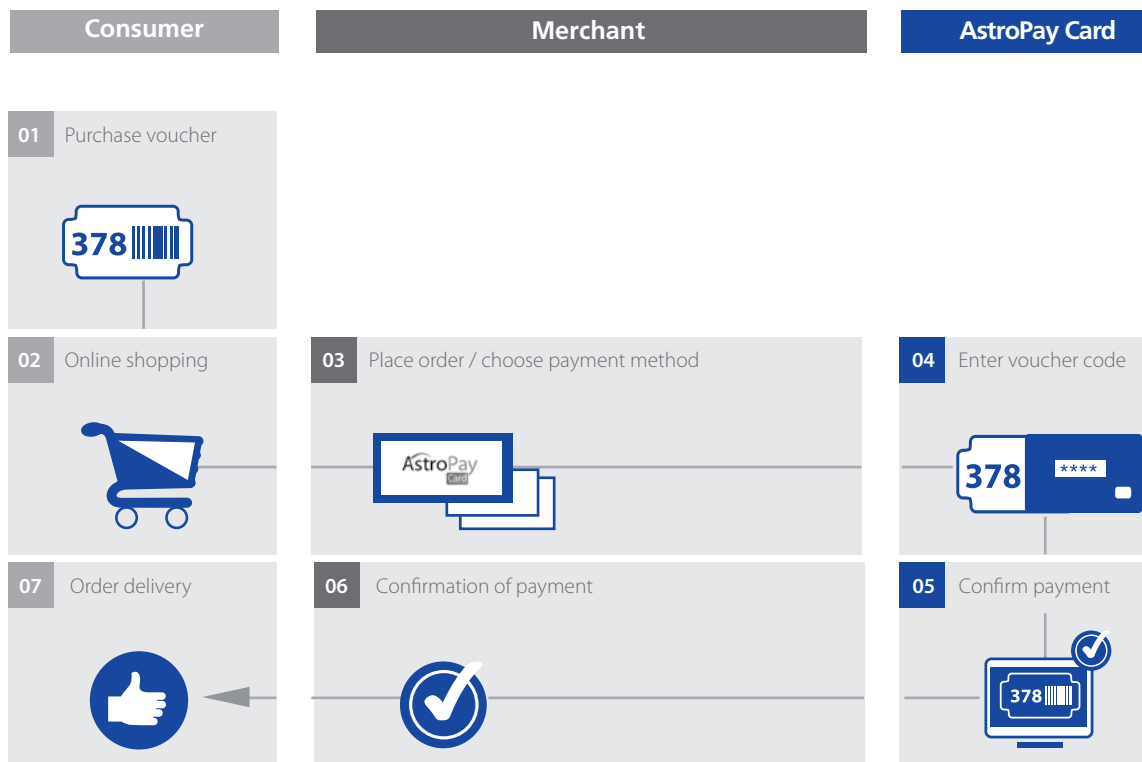 Consumer
Merchant
AstroPay Card
01 Purchase voucher
378
02 Online shopping
03 Place order / choose payment method
AstroPay
Card
04 Enter voucher code
378 ****
07 Order delivery
06 Confirmation of payment
05 Confirm payment
378